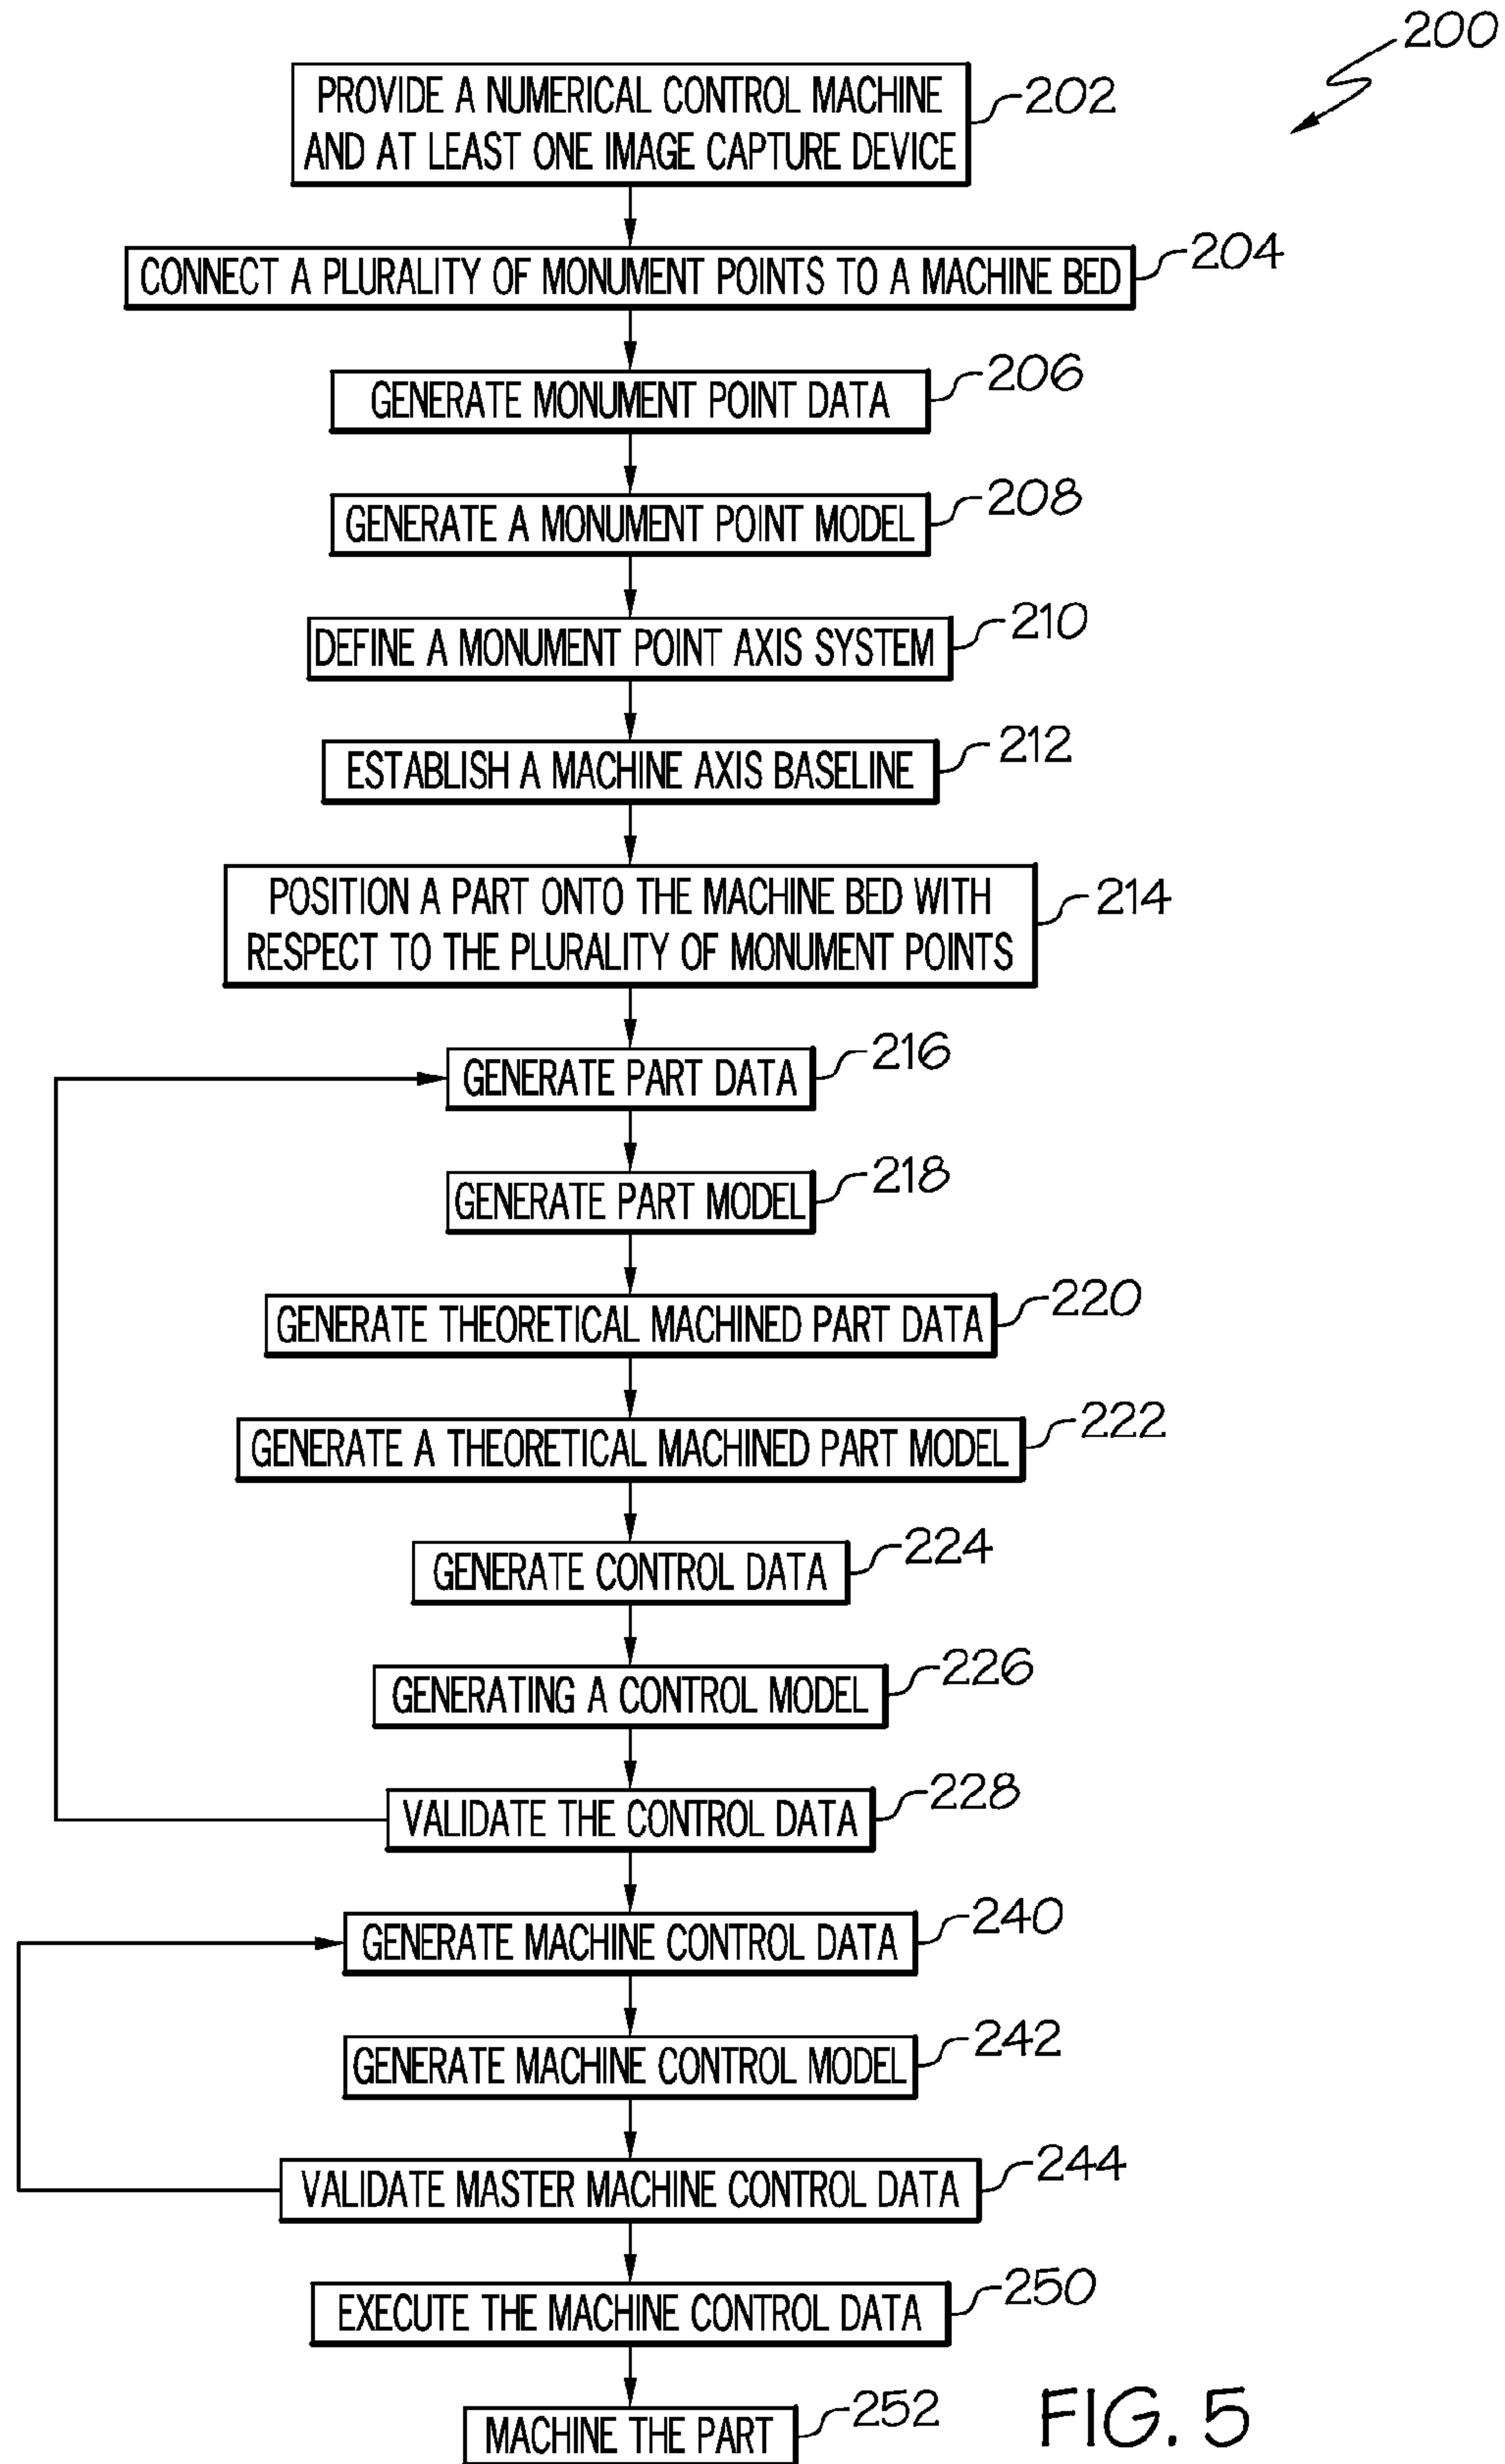 200
PROVIDE A NUMERICAL CONTROL MACHINE
AND AT LEAST ONE IMAGE CAPTURE DEVICE
202
CONNECT A PLURALITY OF MONUMENT POINTS TO A MACHINE BED
204
GENERATE MONUMENT POINT DATA
206
GENERATE A MONUMENT POINT MODEL
208
DEFINE A MONUMENT POINT AXIS SYSTEM
210
ESTABLISH A MACHINE AXIS BASELINE
212
POSITION A PART ONTO THE MACHINE BED WITH
RESPECT TO THE PLURALITY OF MONUMENT POINTS
214
GENERATE PART DATA
216
GENERATE PART MODEL
218
GENERATE THEORETICAL MACHINED PART DATA
220
GENERATE A THEORETICAL MACHINED PART MODEL
222
GENERATE CONTROL DATA
224
GENERATING A CONTROL MODEL
226
VALIDATE THE CONTROL DATA
228
GENERATE MACHINE CONTROL DATA
240
GENERATE MACHINE CONTROL MODEL
242
VALIDATE MASTER MACHINE CONTROL DATA
244
EXECUTE THE MACHINE CONTROL DATA
250
MACHINE THE PART
252
FIG. 5